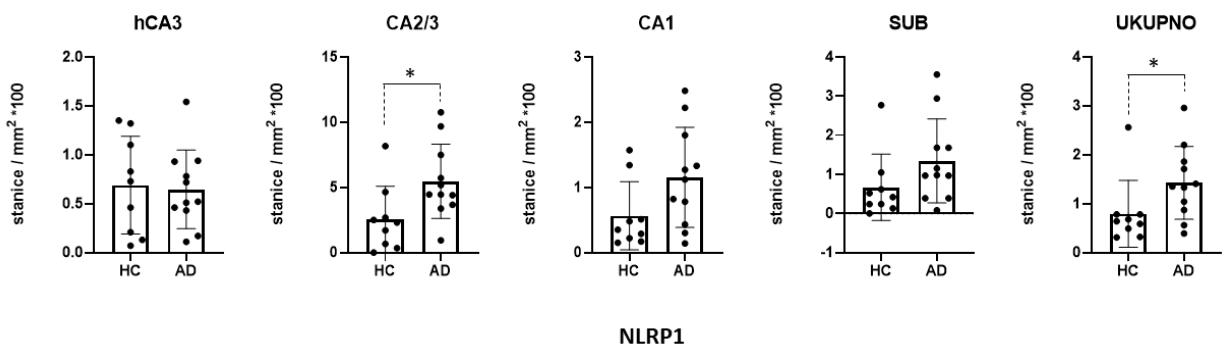 hCA3
stanice / mm² *100
2.0
1.5
1.0
0.5
0.0
HC
AD
CA2/3
stanice / mm² *100
15
10
5
0
*
HC
AD
CA1
stanice / mm² *100
3
2
1
0
HC
AD
SUB
stanice / mm² *100
4
3
2
1
0
-1
HC
AD
UKUPNO
stanice / mm² *100
4
3
2
1
0
*
HC
AD
NLRP1